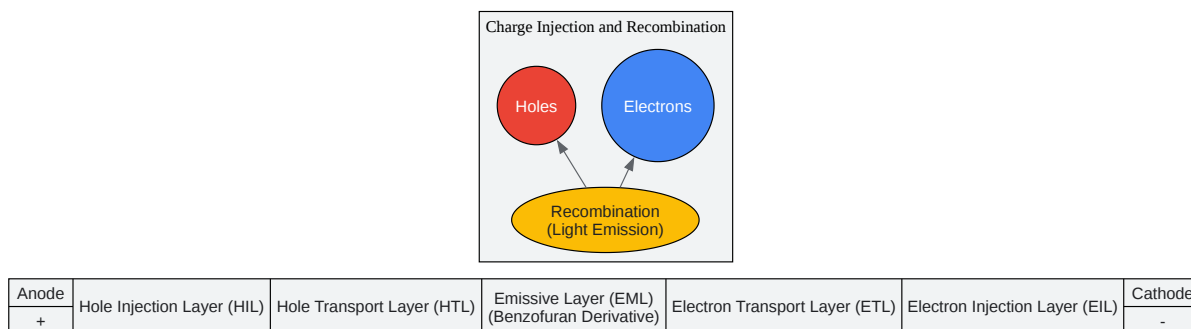 Charge Injection and Recombination
Holes
Electrons
Recombination
(Light Emission)
Anode
+
Hole Injection Layer (HIL)
Hole Transport Layer (HTL)
Emissive Layer (EML)
(Benzofuran Derivative)
Electron Transport Layer (ETL)
Electron Injection Layer (EIL)
Cathode
-